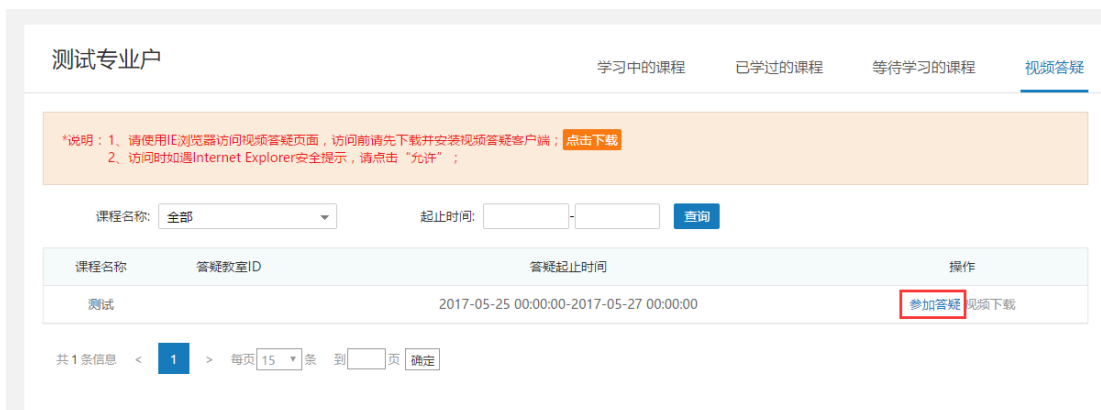 测试专业户
学习中的课程 已学过的课程 等待学习的课程 视频答疑
*说明：1、请使用IE浏览器访问视频答疑页面，访问前请先下载并安装视频答疑客户端； 点击下载
2、访问时如遇Internet Explorer安全提示，请点击“允许”；
课程名称: 全部 起止时间: - 查询
课程名称 答疑教室ID 答疑起止时间 操作
测试 2017-05-25 00:00:00-2017-05-27 00:00:00 参加答疑 视频下载
共1条信息 < 1 > 每页 15 条 到 页 确定